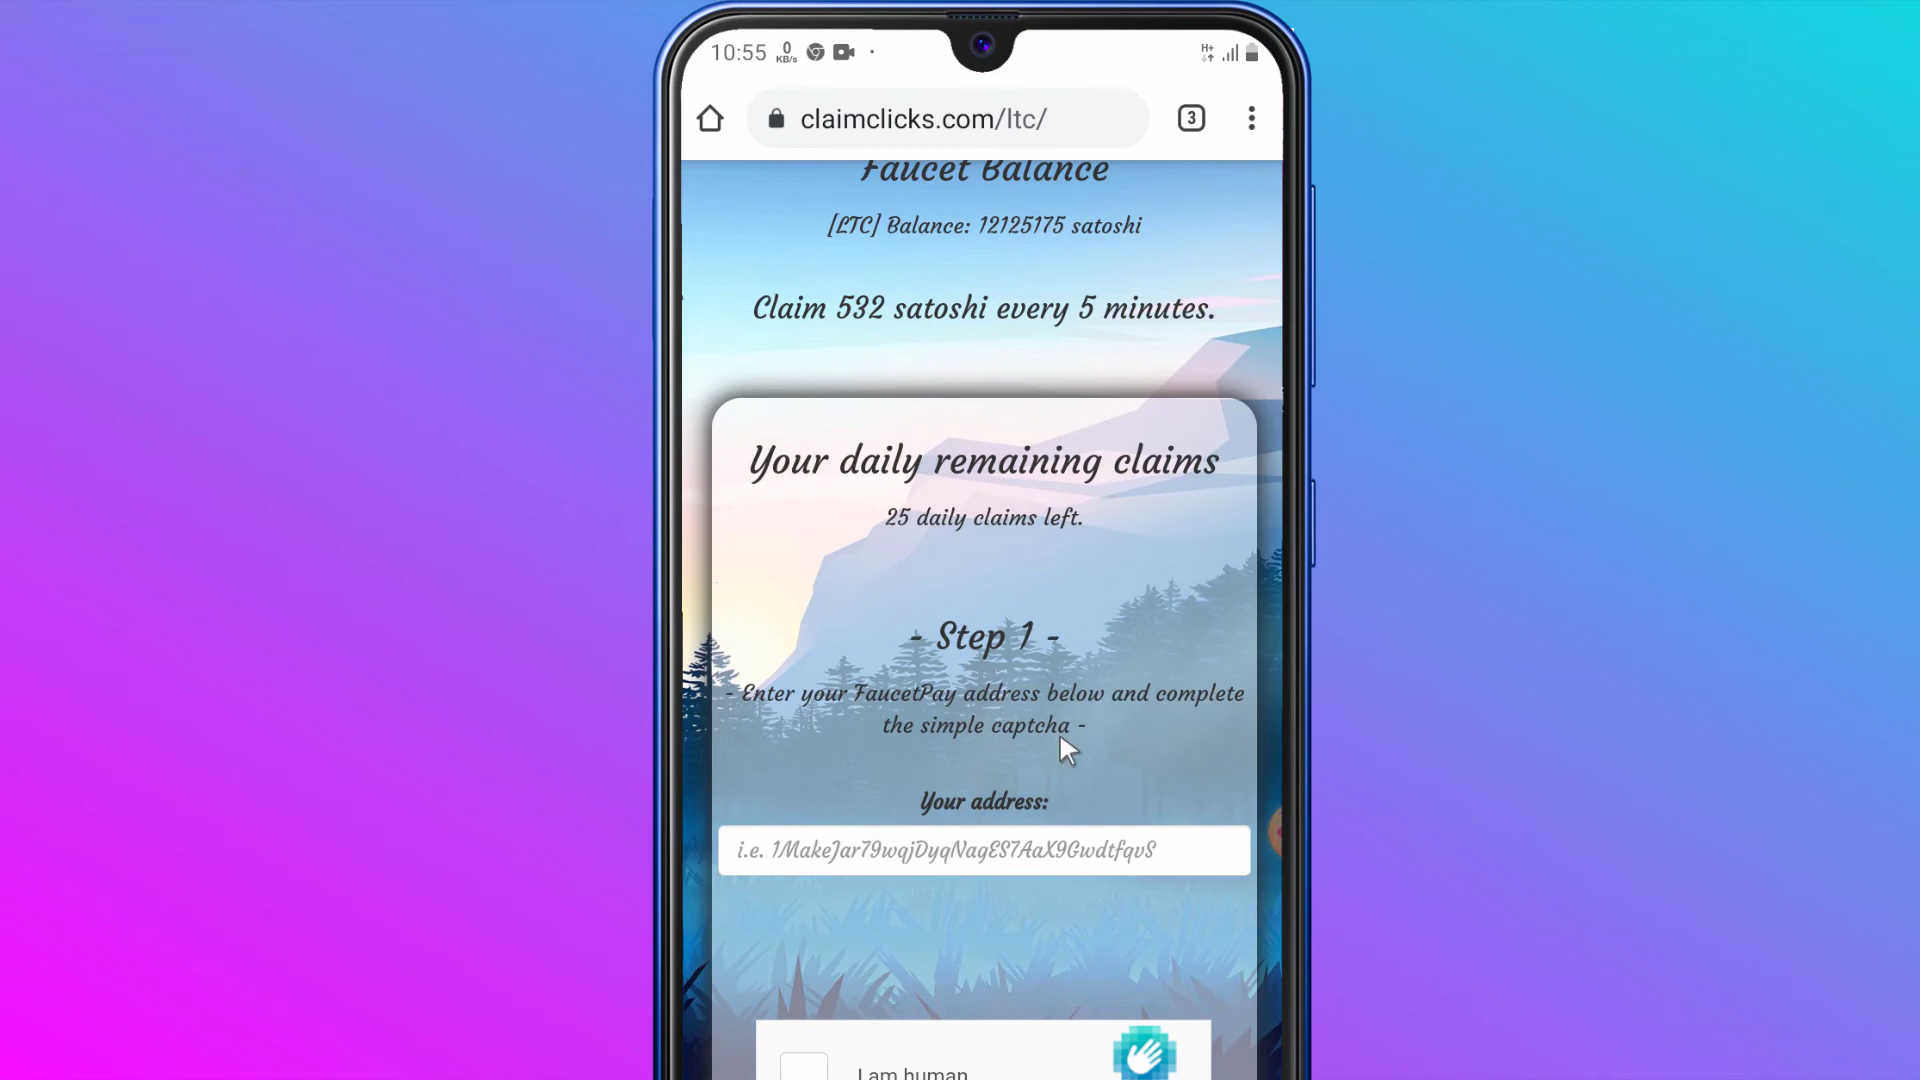 10:55 0 KB/s H+
claimclicks.com/ltc/ 3
Faucet Balance
[LTC] Balance: 12125175 satoshi
Claim 532 satoshi every 5 minutes.
Your daily remaining claims
25 daily claims left.
- Step 1 -
- Enter your FaucetPay address below and complete
the simple captcha -
Your address:
i.e. 1MakeJar79wqjDyqNagES7AaX9GwdtfqvS
I am human